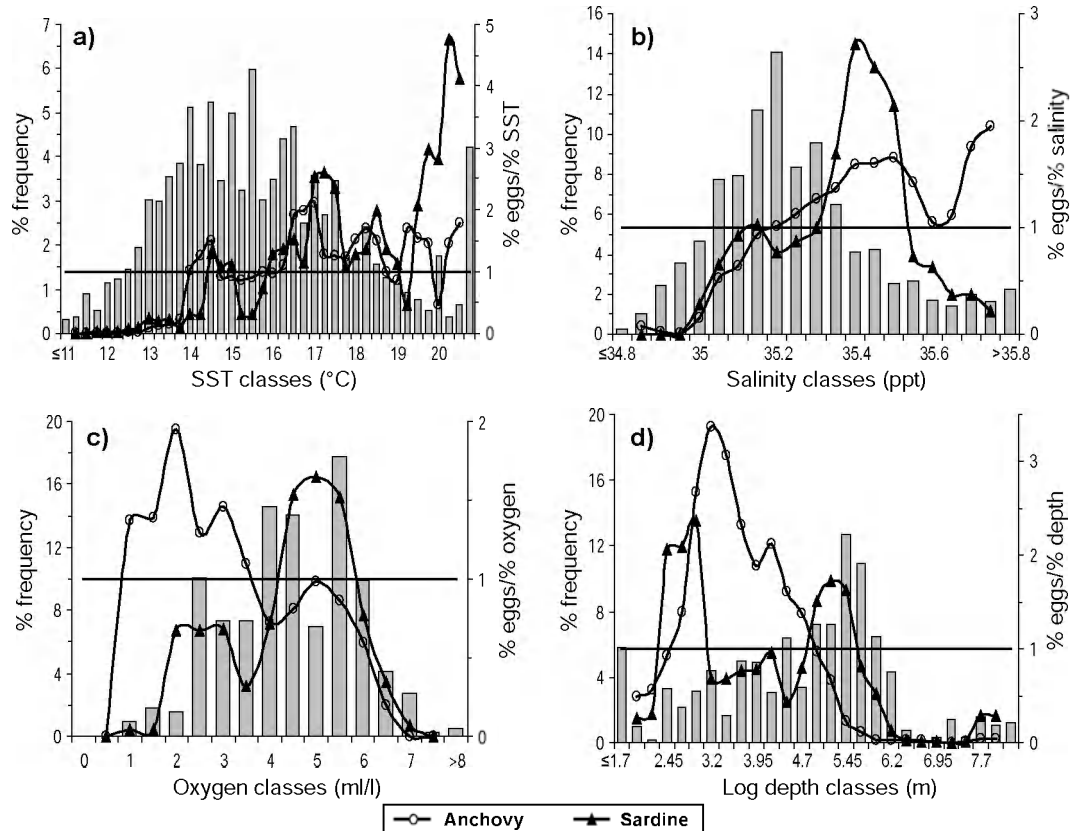 a)
7
6
5
4
3
2
1
0
% frequency
5
4
3
2
1
0
% eggs/% SST
≤11 12 13 14 15 16 17 18 19 20
SST classes (°C)
b)
16
14
12
10
8
6
4
2
0
% frequency
3
2
1
0
% eggs/% salinity
≤34.8 35 35.2 35.4 35.6 >35.8
Salinity classes (ppt)
c)
20
16
12
8
4
0
% frequency
2
1
0
% eggs/% oxygen
0 1 2 3 4 5 6 7 >8
Oxygen classes (ml/l)
d)
20
16
12
8
4
0
% frequency
3
2
1
0
% eggs/% depth
≤1.7 2.45 3.2 3.95 4.7 5.45 6.2 6.95 7.7
Log depth classes (m)
Anchovy Sardine